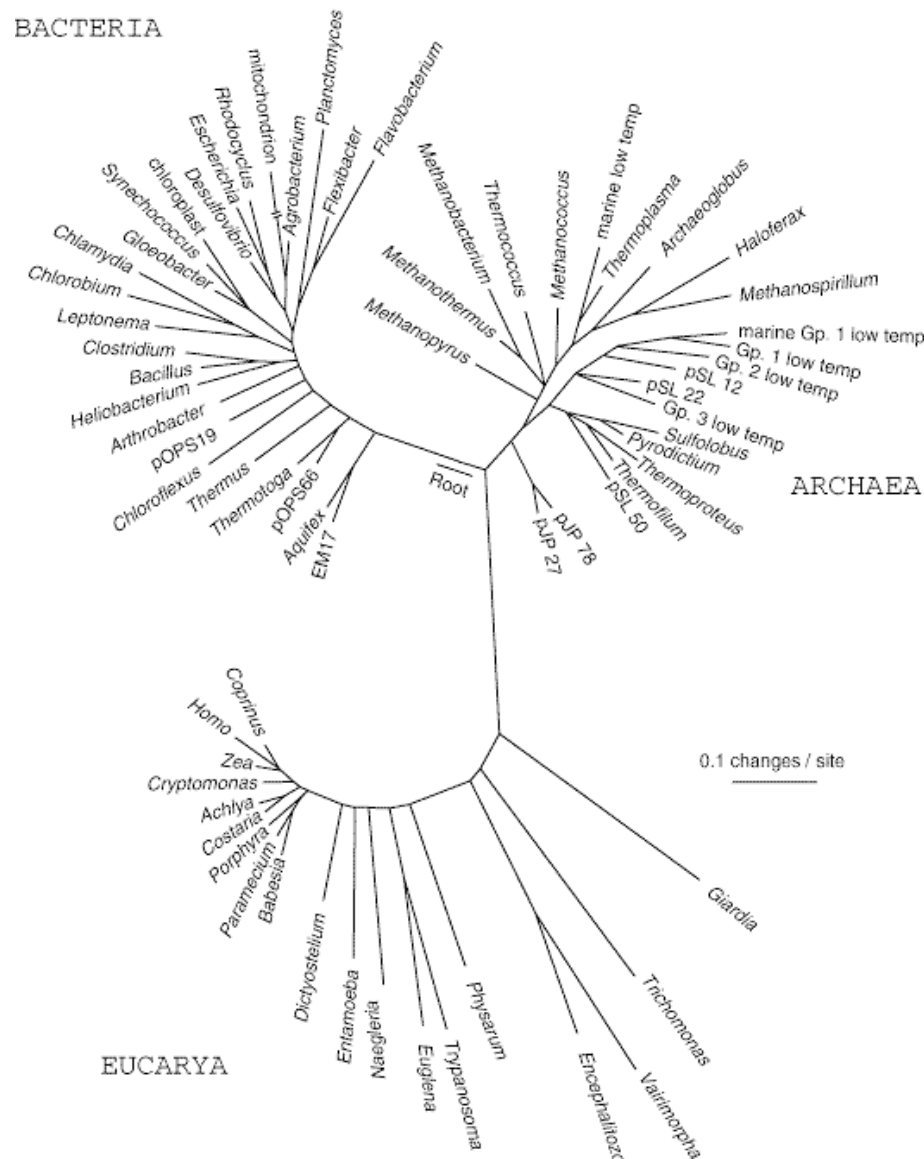 BACTERIA
Planctomyces
mitochondrion
Flavobacterium
Rhodocyclus
Agrobacterium
Flexibacter
Escherichia
Desulfovibrio
chloroplast
Synechococcus
Gloeobacter
Chlamydia
Chlorobium
Leptonema
Clostridium
Bacillus
Heliobacterium
Arthrobacter
pOPS19
Chloroflexus
Thermus
Thermotoga
pOPS66
Aquifex
EM17
Root
Methanobacterium
Thermococcus
Methanococcus
marine low temp
Thermoplasma
Archaeoglobus
Haloferax
Methanothermus
Methanopyrus
Methanospirillum
marine Gp. 1 low temp
Gp. 1 low temp
Gp. 2 low temp
pSL 12
pSL 22
Gp. 3 low temp
Sulfolobus
Pyrodictium
Thermoproteus
Thermofilum
pSL 50
pJP 78
pJP 27
ARCHAEA
Coprinus
Homo
Zea
Cryptomonas
Achlya
Costaria
Porphyra
Paramecium
Babesia
Dictyostelium
Entamoeba
Naegleria
Euglena
Trypanosoma
Physarum
Encephalitozo
Vairimorpha
Trichomonas
Giardia
0.1 changes / site
EUCARYA